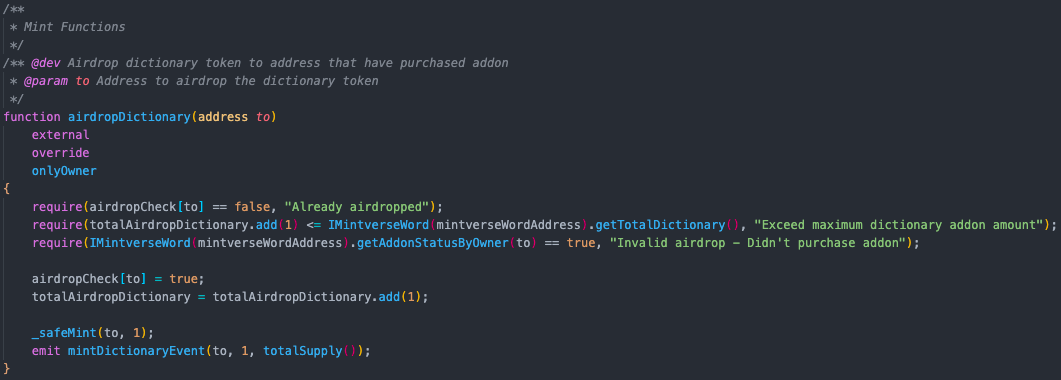 /**
 * Mint Functions
 */
/** @dev Airdrop dictionary token to address that have purchased addon
 * @param to Address to airdrop the dictionary token
 */
function airdropDictionary(address to)
    external
    override
    onlyOwner
{
    require(airdropCheck[to] == false, "Already airdropped");
    require(totalAirdropDictionary.add(1) <= IMintverseWord(mintverseWordAddress).getTotalDictionary(), "Exceed maximum dictionary addon amount");
    require(IMintverseWord(mintverseWordAddress).getAddonStatusByOwner(to) == true, "Invalid airdrop – Didn't purchase addon");

    airdropCheck[to] = true;
    totalAirdropDictionary = totalAirdropDictionary.add(1);

    _safeMint(to, 1);
    emit mintDictionaryEvent(to, 1, totalSupply());
}